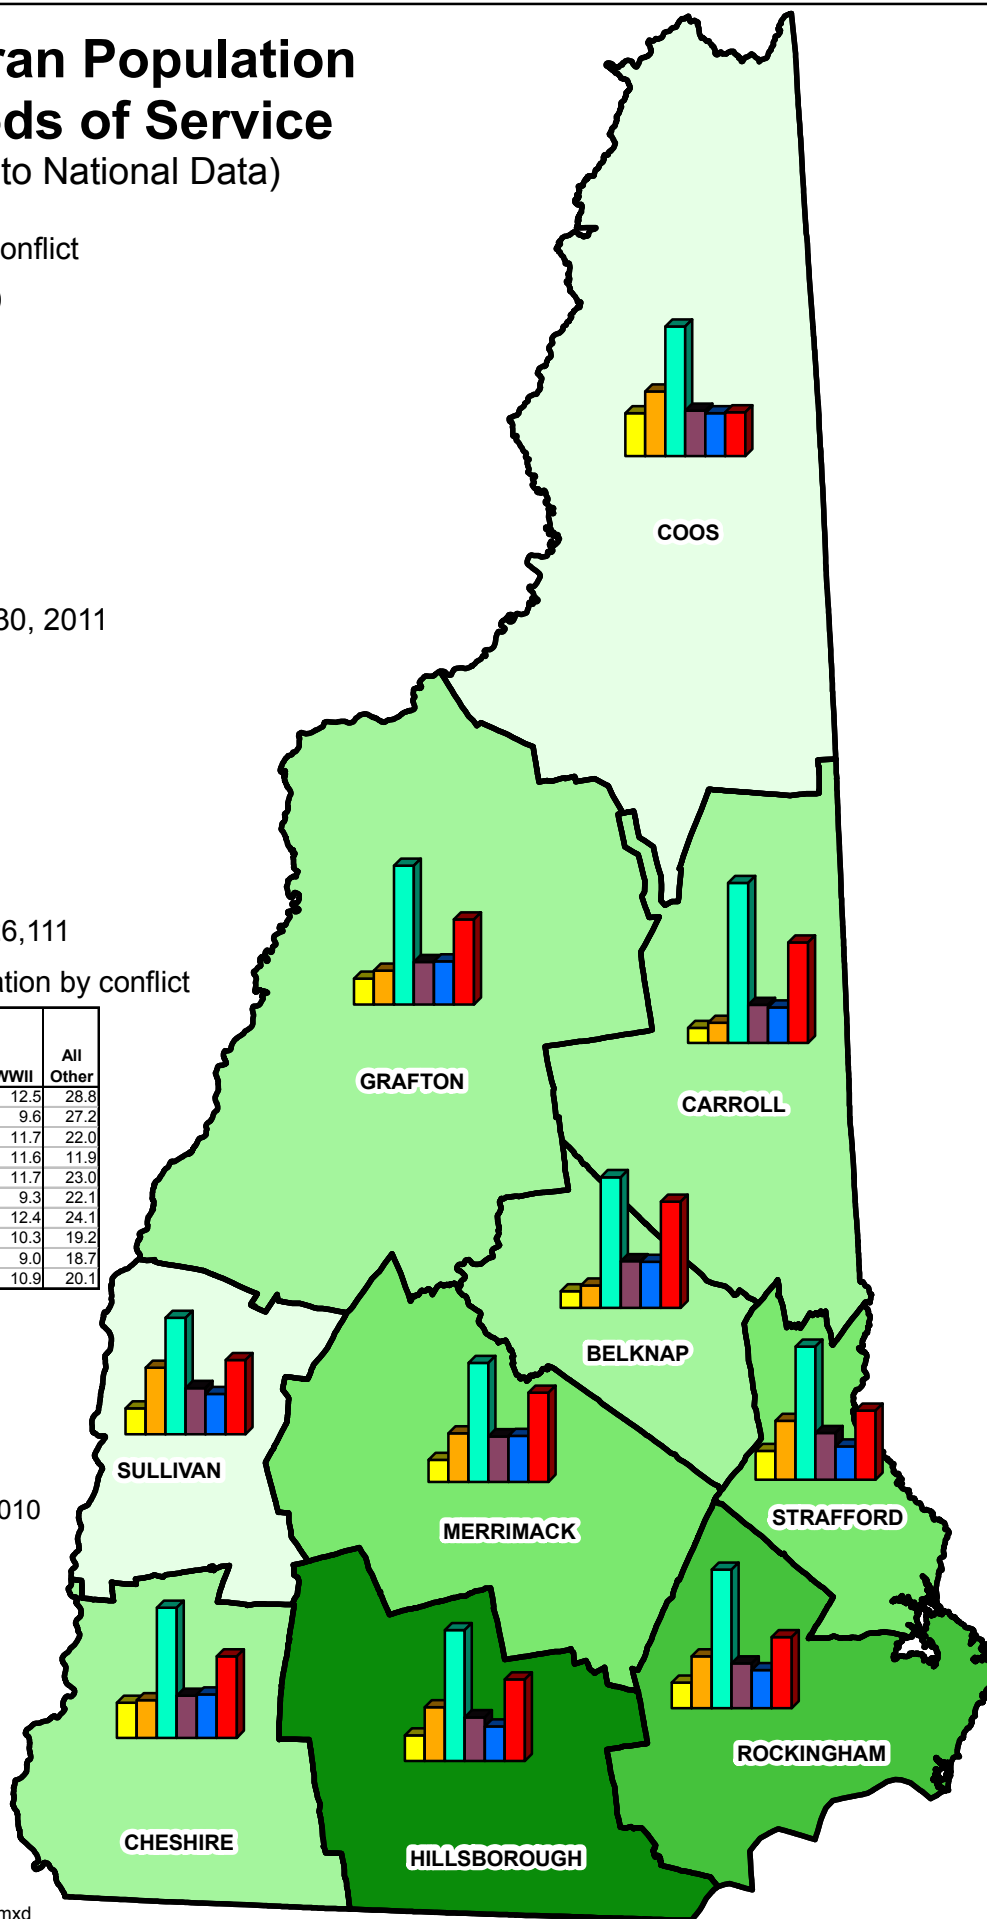 ran Population
ds of Service
to National Data)
onflict
)
30, 2011
6,111
ation by conflict
WWII All Other
12.5 28.8
9.6 27.2
11.7 22.0
11.6 11.9
11.7 23.0
9.3 22.1
12.4 24.1
10.3 19.2
9.0 18.7
10.9 20.1
010
mxd
COOS
GRAFTON
CARROLL
BELKNAP
SULLIVAN
MERRIMACK
STRAFFORD
ROCKINGHAM
CHESHIRE
HILLSBOROUGH